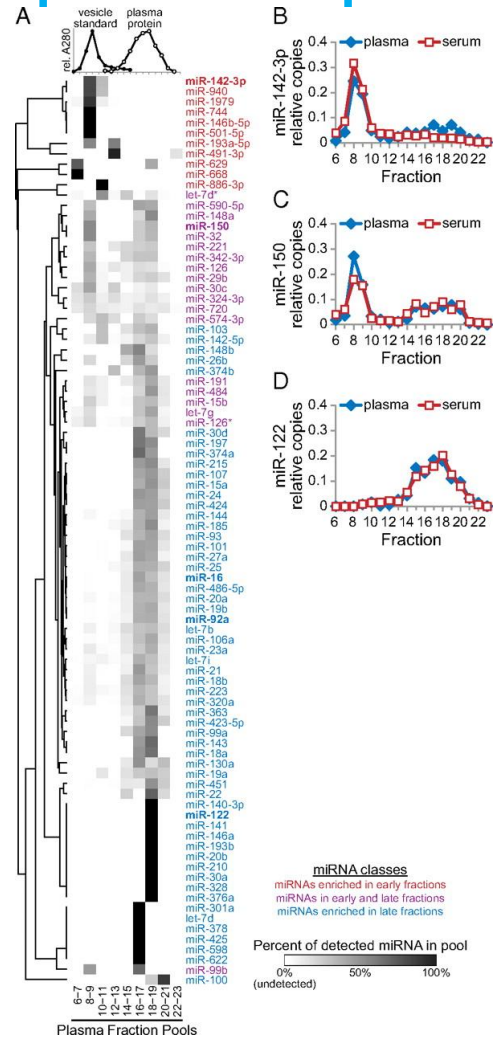 A
vesicle standard
plasma protein
rel. A280
miR-142-3p
miR-940
miR-1979
miR-744
miR-146b-5p
miR-501-5p
miR-193a-5p
miR-491-3p
miR-629
miR-668
miR-886-3p
let-7d*
miR-590-5p
miR-148a
miR-150
miR-32
miR-221
miR-342-3p
miR-126
miR-29b
miR-30c
miR-324-3p
miR-720
miR-574-3p
miR-103
miR-142-5p
miR-148b
miR-26b
miR-374b
miR-191
miR-484
miR-15b
let-7g
miR-126*
miR-30d
miR-197
miR-374a
miR-215
miR-107
miR-15a
miR-24
miR-424
miR-144
miR-185
miR-93
miR-101
miR-27a
miR-25
miR-16
miR-486-5p
miR-20a
miR-19b
miR-92a
let-7b
miR-106a
miR-23a
let-7i
miR-21
miR-18b
miR-223
miR-320a
miR-363
miR-423-5p
miR-99a
miR-143
miR-18a
miR-130a
miR-19a
miR-451
miR-22
miR-140-3p
miR-122
miR-141
miR-146a
miR-193b
miR-20b
miR-210
miR-30a
miR-328
miR-376a
miR-301a
let-7d
miR-378
miR-425
miR-598
miR-622
miR-99b
miR-100
6-7 8-9 10-11 12-13 14-15 16-17 18-19 20-21 22-23
Plasma Fraction Pools
B
plasma serum
miR-142-3p
relative copies
0.4
0.3
0.2
0.1
0
6 8 10 12 14 16 18 20 22
Fraction
C
plasma serum
miR-150
relative copies
0.4
0.3
0.2
0.1
0
6 8 10 12 14 16 18 20 22
Fraction
D
plasma serum
miR-122
relative copies
0.4
0.3
0.2
0.1
0
6 8 10 12 14 16 18 20 22
Fraction
miRNA classes
miRNAs enriched in early fractions
miRNAs in early and late fractions
miRNAs enriched in late fractions
Percent of detected miRNA in pool
0% 50% 100%
(undetected)